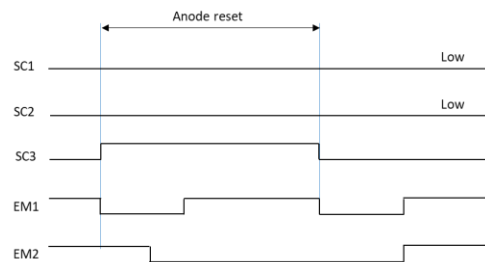 Anode reset
SC1 Low
SC2 Low
SC3
EM1
EM2